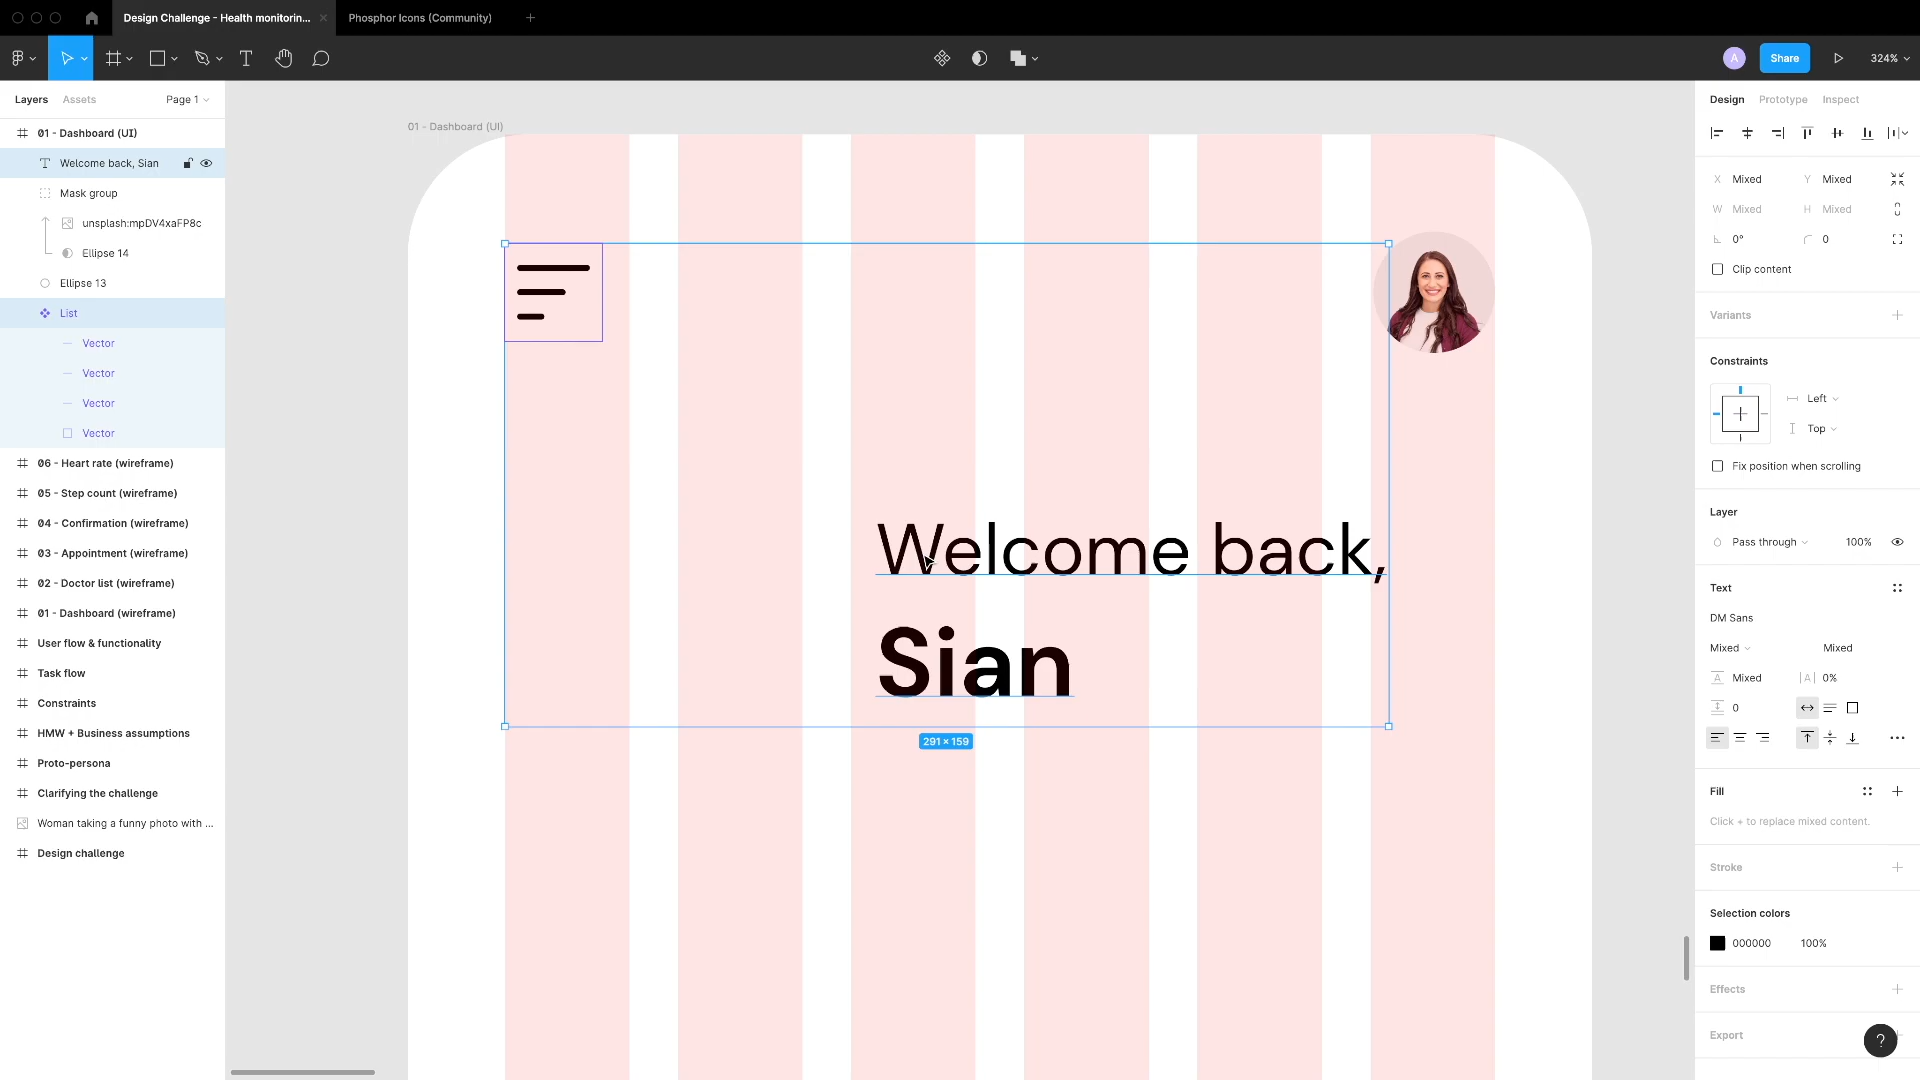 Design Challenge - Health monitorin...
Phosphor Icons (Community)
A
Share
324%
Layers
Assets
Page 1
01 - Dashboard (UI)
Welcome back, Sian
Mask group
unsplash:mpDV4xaFP8c
Ellipse 14
Ellipse 13
List
Vector
Vector
Vector
Vector
06 - Heart rate (wireframe)
05 - Step count (wireframe)
04 - Confirmation (wireframe)
03 - Appointment (wireframe)
02 - Doctor list (wireframe)
01 - Dashboard (wireframe)
User flow & functionality
Task flow
Constraints
HMW + Business assumptions
Proto-persona
Clarifying the challenge
Woman taking a funny photo with ...
Design challenge
01 - Dashboard (UI)
Welcome back,
Sian
291 × 159
Design
Prototype
Inspect
X Mixed
Y Mixed
W Mixed
H Mixed
0°
0
Clip content
Variants
Constraints
Left
Top
Fix position when scrolling
Layer
Pass through
100%
Text
DM Sans
Mixed
Mixed
A Mixed
|A| 0%
0
Fill
Click + to replace mixed content.
Stroke
Selection colors
000000
100%
Effects
Export
?